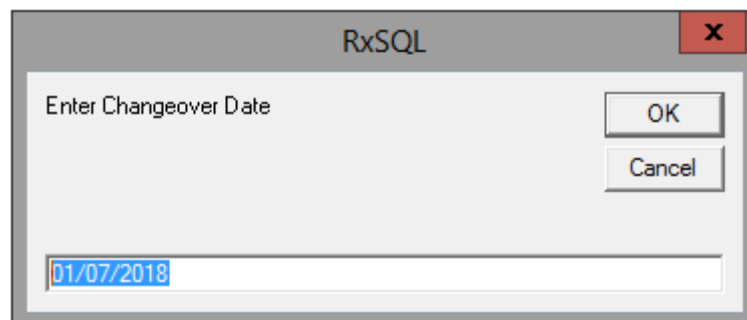 RxSQL
x
Enter Changeover Date
OK
Cancel
01/07/2018